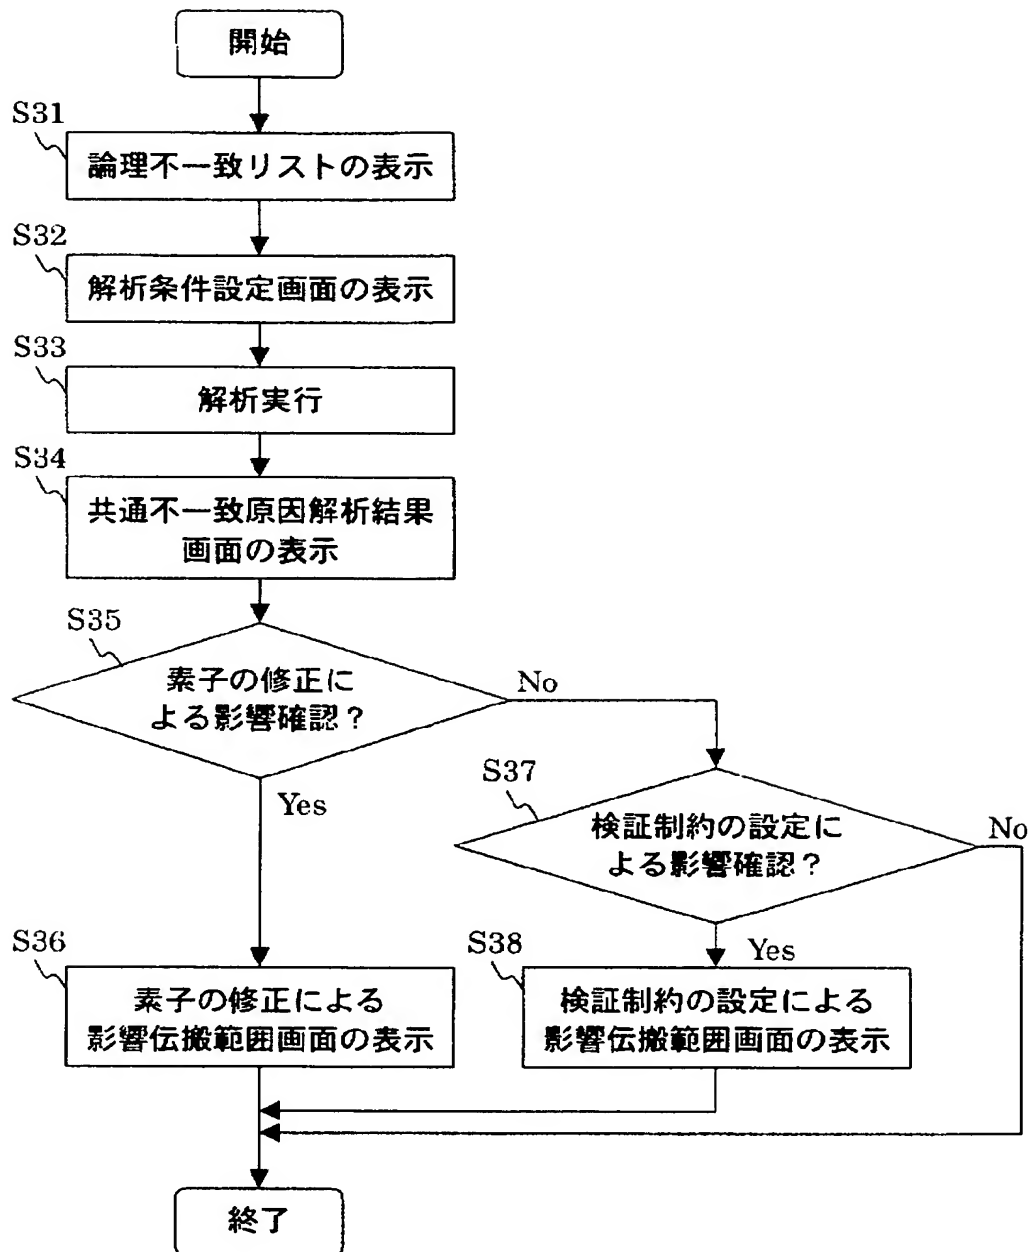 開始
S31
論理不一致リストの表示
S32
解析条件設定画面の表示
S33
解析実行
S34
共通不一致原因解析結果
画面の表示
S35
素子の修正に
よる影響確認？
No
Yes
S37
検証制約の設定に
よる影響確認？
No
Yes
S36
素子の修正による
影響伝搬範囲画面の表示
S38
検証制約の設定による
影響伝搬範囲画面の表示
終了